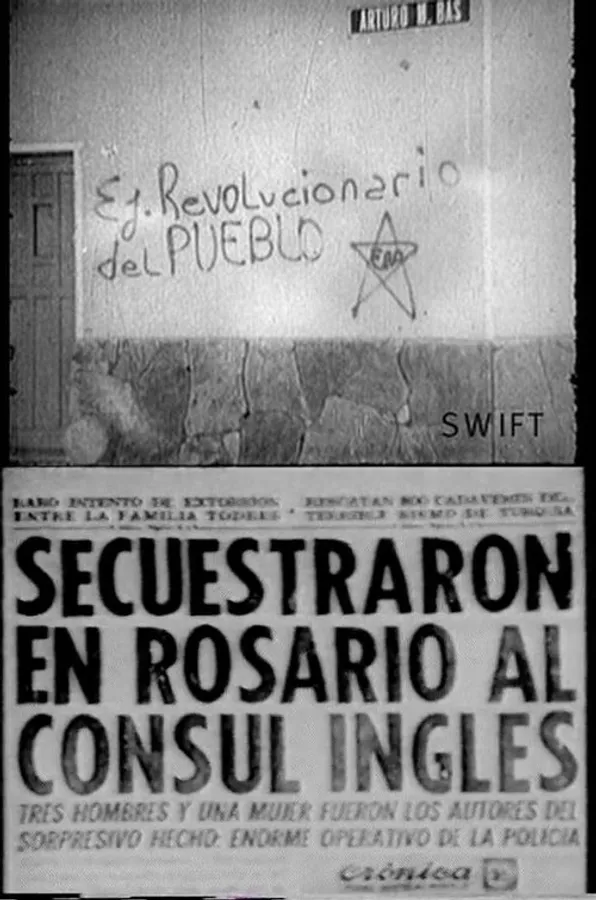 ARTURO M. BAS
Ej. Revolucionario
del PUEBLO
ERP
SWIFT
RARO INTENTO DE EXTORSION
ENTRE LA FAMILIA TODRES
RESCATAN 800 CADAVERES DEL
TERRIBLE SISMO DE TURQUIA
SECUESTRARON
EN ROSARIO AL
CONSUL INGLES
TRES HOMBRES Y UNA MUJER FUERON LOS AUTORES DEL
SORPRESIVO HECHO: ENORME OPERATIVO DE LA POLICIA
crónica